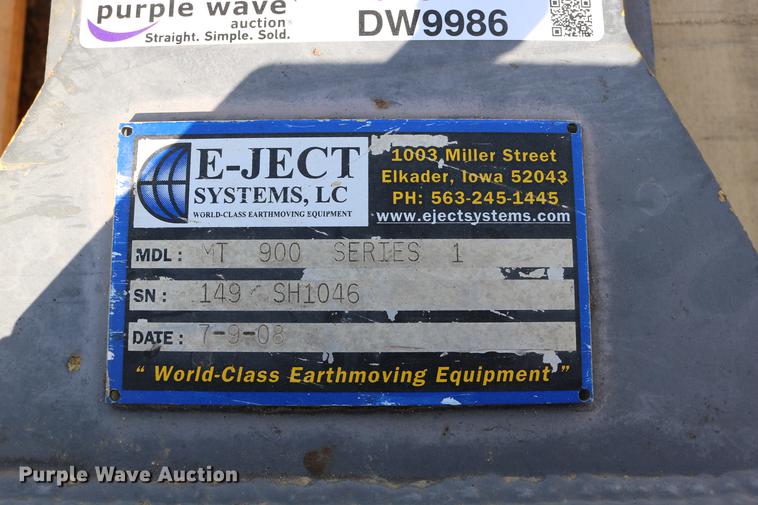 purple wave
auction
Straight. Simple. Sold.
DW9986
E-JECT
SYSTEMS, LC
WORLD-CLASS EARTHMOVING EQUIPMENT
1003 Miller Street
Elkader, Iowa 52043
PH: 563-245-1445
www.ejectsystems.com
MDL: MT 900 SERIES 1
SN: 149 SH1046
DATE: 7-9-08
" World-Class Earthmoving Equipment "
Purple Wave Auction